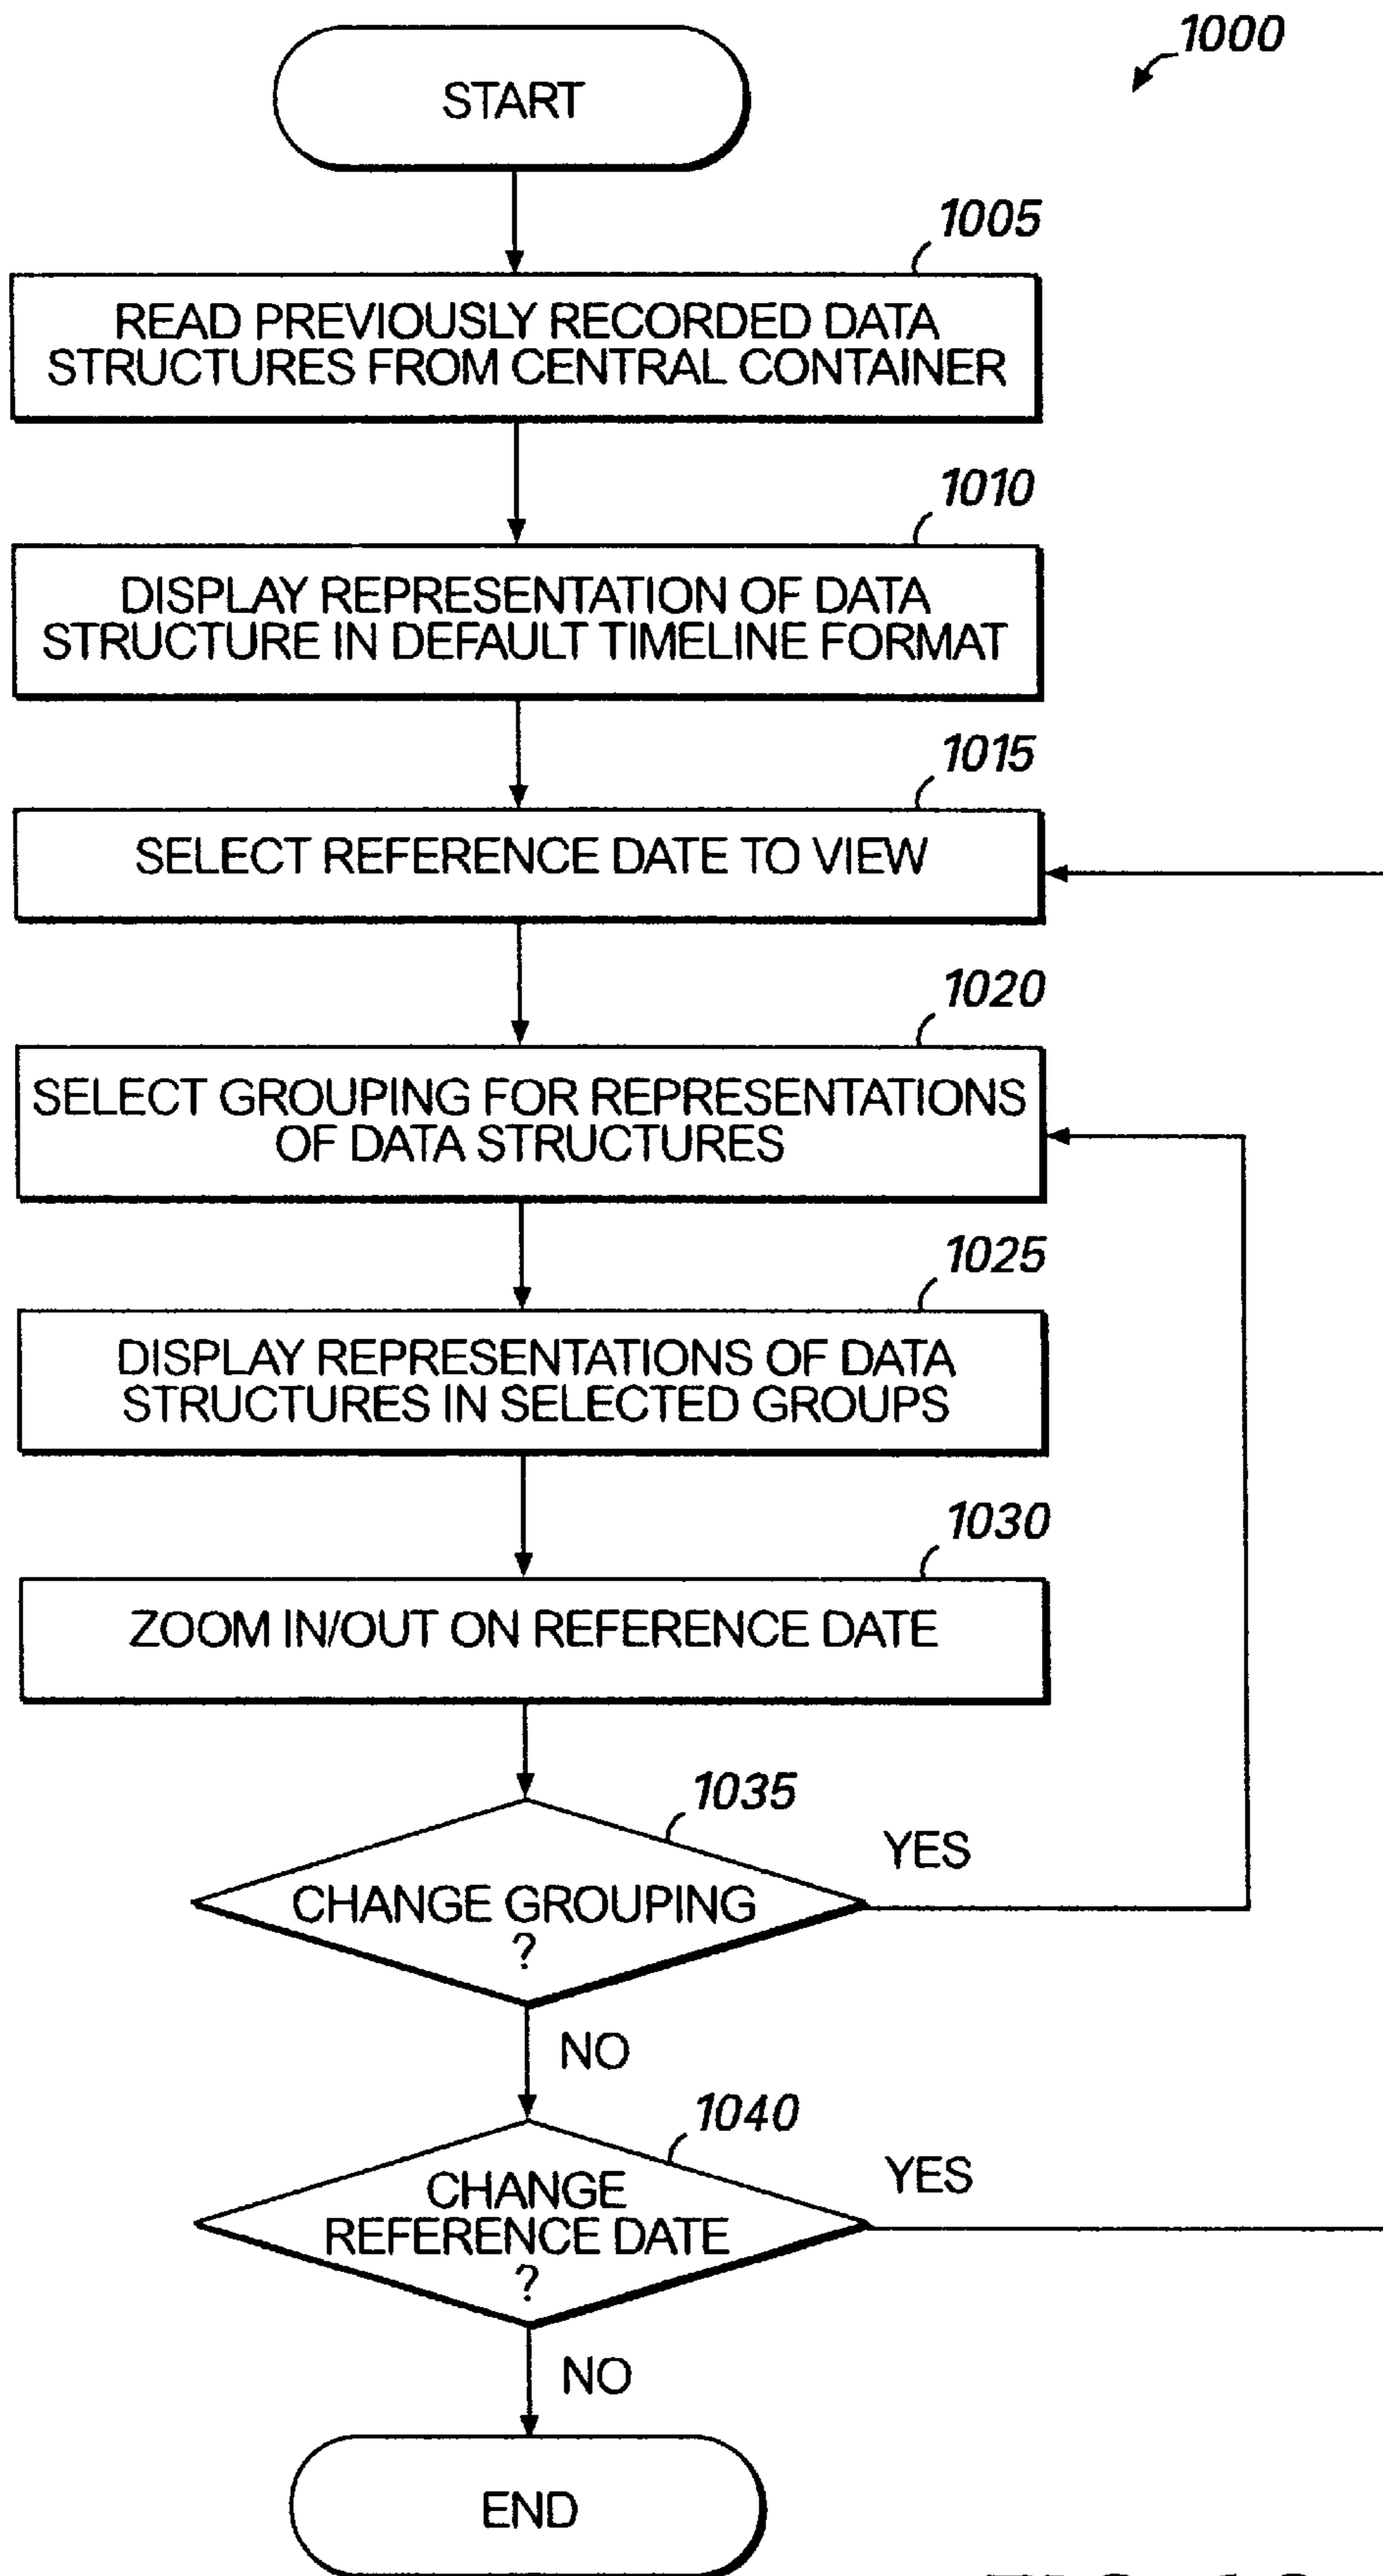 1000
START
1005
READ PREVIOUSLY RECORDED DATA
STRUCTURES FROM CENTRAL CONTAINER
1010
DISPLAY REPRESENTATION OF DATA
STRUCTURE IN DEFAULT TIMELINE FORMAT
1015
SELECT REFERENCE DATE TO VIEW
1020
SELECT GROUPING FOR REPRESENTATIONS
OF DATA STRUCTURES
1025
DISPLAY REPRESENTATIONS OF DATA
STRUCTURES IN SELECTED GROUPS
1030
ZOOM IN/OUT ON REFERENCE DATE
1035
YES
CHANGE GROUPING
?
NO
1040
YES
CHANGE
REFERENCE DATE
?
NO
END